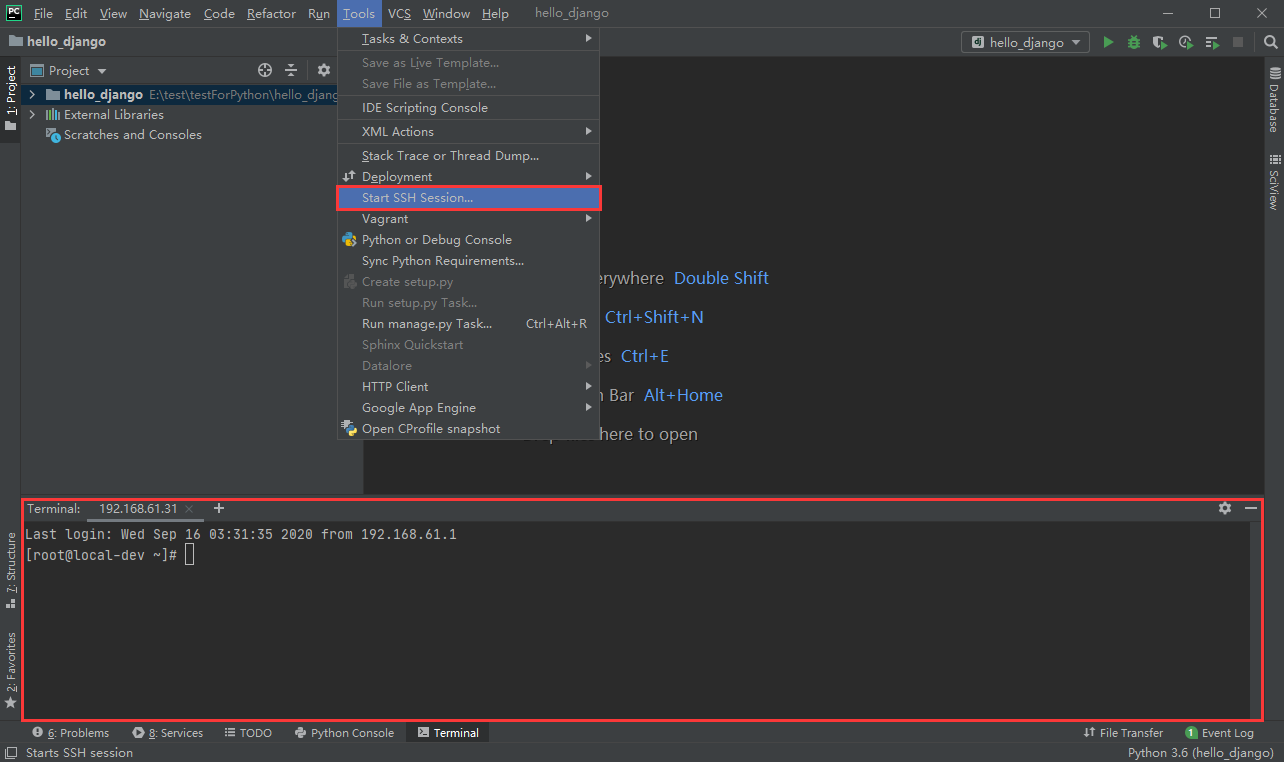 PC File Edit View Navigate Code Refactor Run Tools VCS Window Help hello_django
hello_django
hello_django
1: Project
Project
hello_django E:\test\testForPython\hello_djang
External Libraries
Scratches and Consoles
Tasks & Contexts
Save as Live Template...
Save File as Template...
IDE Scripting Console
XML Actions
Stack Trace or Thread Dump...
Deployment
Start SSH Session...
Vagrant
Python or Debug Console
Sync Python Requirements...
Create setup.py
Run setup.py Task...
Run manage.py Task... Ctrl+Alt+R
Sphinx Quickstart
Datalore
HTTP Client
Google App Engine
Open CProfile snapshot
erywhere Double Shift
Ctrl+Shift+N
es Ctrl+E
n Bar Alt+Home
here to open
Database
SciView
Terminal: 192.168.61.31 × +
Last login: Wed Sep 16 03:31:35 2020 from 192.168.61.1
[root@local-dev ~]#
7: Structure
2: Favorites
6: Problems 8: Services TODO Python Console Terminal File Transfer 1 Event Log
Starts SSH session Python 3.6 (hello_django)